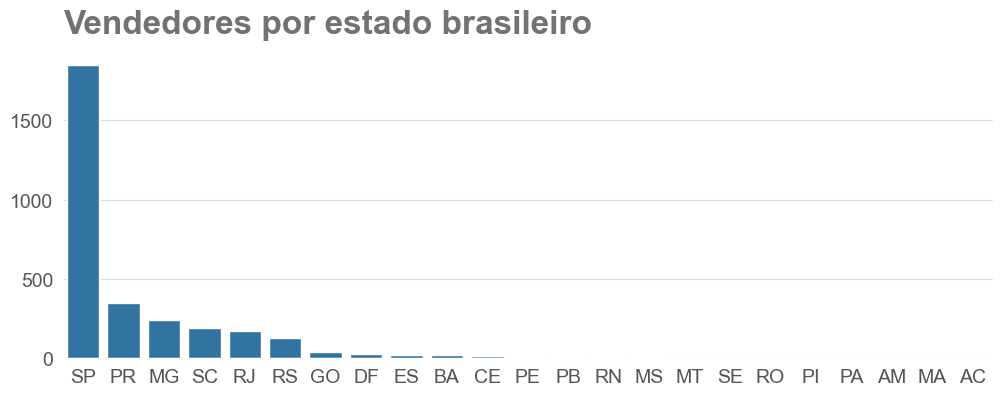 Vendedores por estado brasileiro
1500
1000
500
0
SP PR MG SC RJ RS GO DF ES BA CE PE PB RN MS MT SE RO PI PA AM MA AC